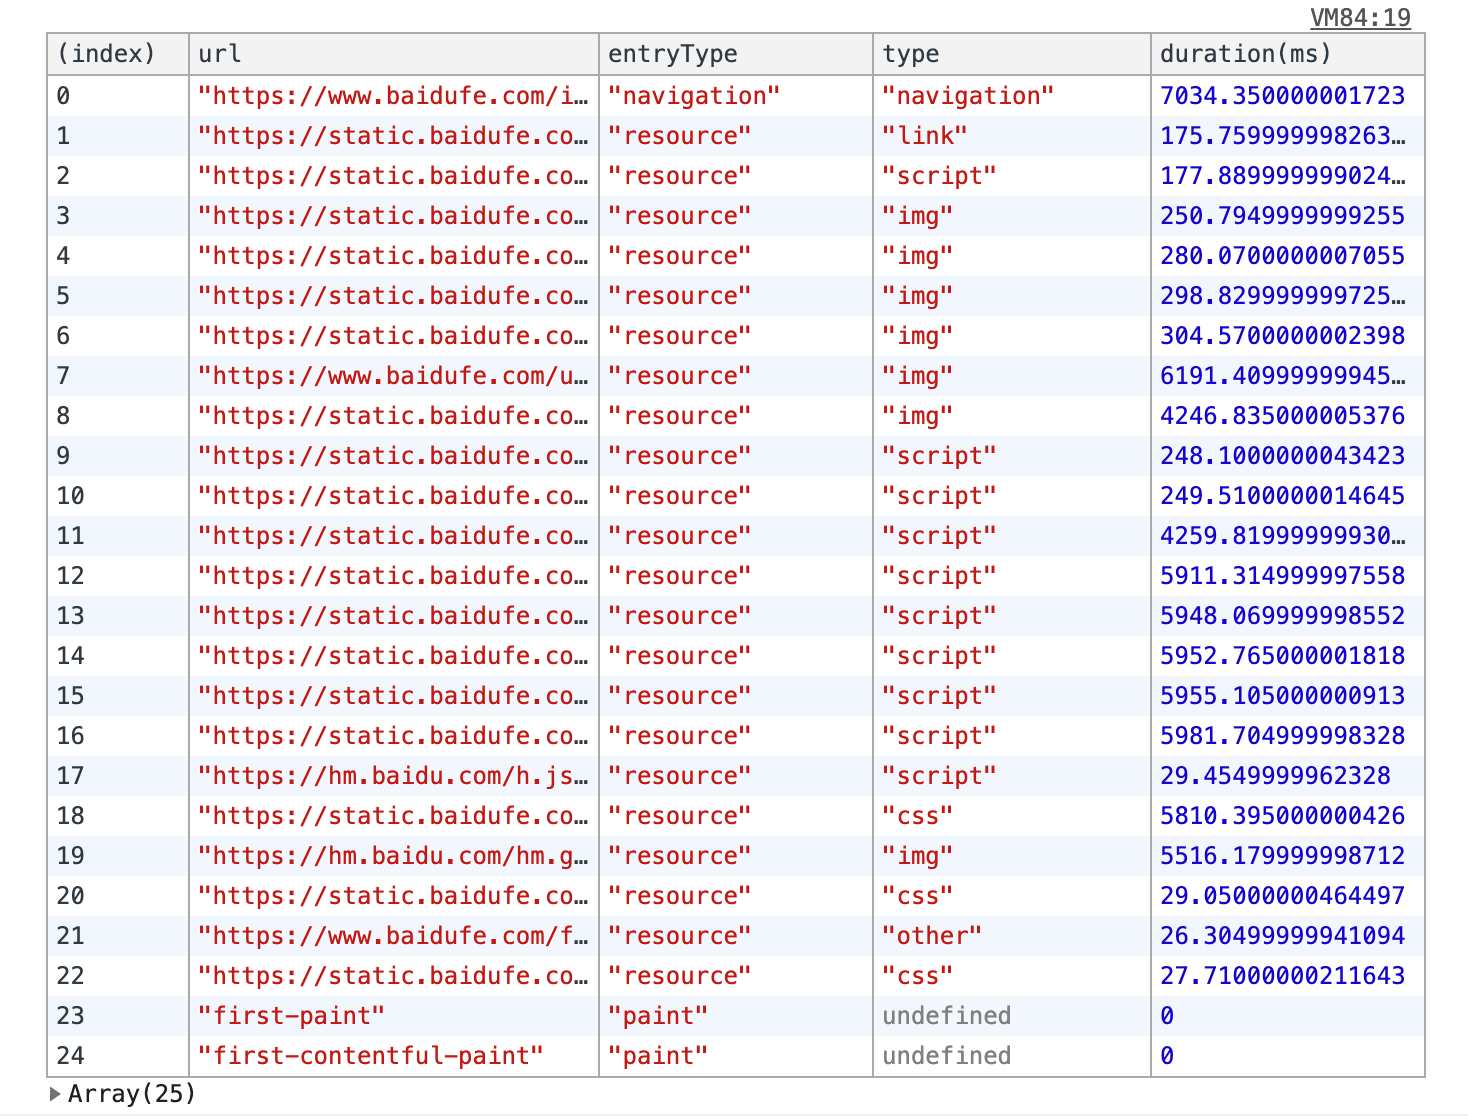 VM84:19
(index) url entryType type duration(ms)
0 "https://www.baidufe.com/i… "navigation" "navigation" 7034.350000001723
1 "https://static.baidufe.co… "resource" "link" 175.759999998263…
2 "https://static.baidufe.co… "resource" "script" 177.889999999024…
3 "https://static.baidufe.co… "resource" "img" 250.7949999999255
4 "https://static.baidufe.co… "resource" "img" 280.0700000007055
5 "https://static.baidufe.co… "resource" "img" 298.829999999725…
6 "https://static.baidufe.co… "resource" "img" 304.5700000002398
7 "https://www.baidufe.com/u… "resource" "img" 6191.40999999945…
8 "https://static.baidufe.co… "resource" "img" 4246.835000005376
9 "https://static.baidufe.co… "resource" "script" 248.1000000043423
10 "https://static.baidufe.co… "resource" "script" 249.5100000014645
11 "https://static.baidufe.co… "resource" "script" 4259.81999999930…
12 "https://static.baidufe.co… "resource" "script" 5911.314999997558
13 "https://static.baidufe.co… "resource" "script" 5948.069999998552
14 "https://static.baidufe.co… "resource" "script" 5952.765000001818
15 "https://static.baidufe.co… "resource" "script" 5955.105000000913
16 "https://static.baidufe.co… "resource" "script" 5981.704999998328
17 "https://hm.baidu.com/h.js… "resource" "script" 29.4549999962328
18 "https://static.baidufe.co… "resource" "css" 5810.395000000426
19 "https://hm.baidu.com/hm.g… "resource" "img" 5516.179999998712
20 "https://static.baidufe.co… "resource" "css" 29.05000000464497
21 "https://www.baidufe.com/f… "resource" "other" 26.30499999941094
22 "https://static.baidufe.co… "resource" "css" 27.71000000211643
23 "first-paint" "paint" undefined 0
24 "first-contentful-paint" "paint" undefined 0
Array(25)